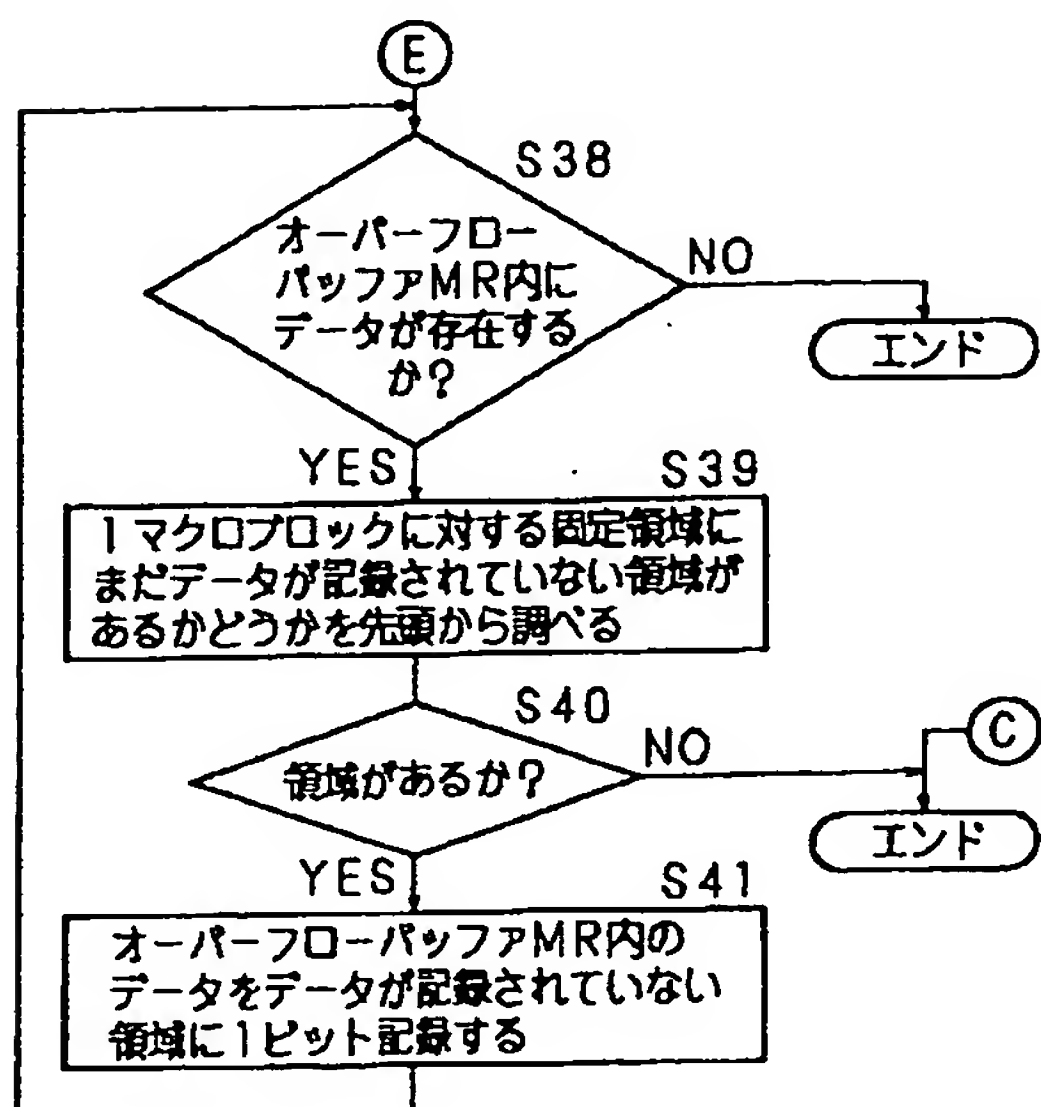 E
S38
オーバーフロー
バッファMR内に
データが存在する
か?
NO
エンド
YES
S39
1マクロブロックに対する固定領域に
まだデータが記録されていない領域が
あるかどうかを先頭から調べる
S40
領域があるか?
NO
C
エンド
YES
S41
オーバーフローバッファMR内の
データをデータが記録されていない
領域に1ビット記録する